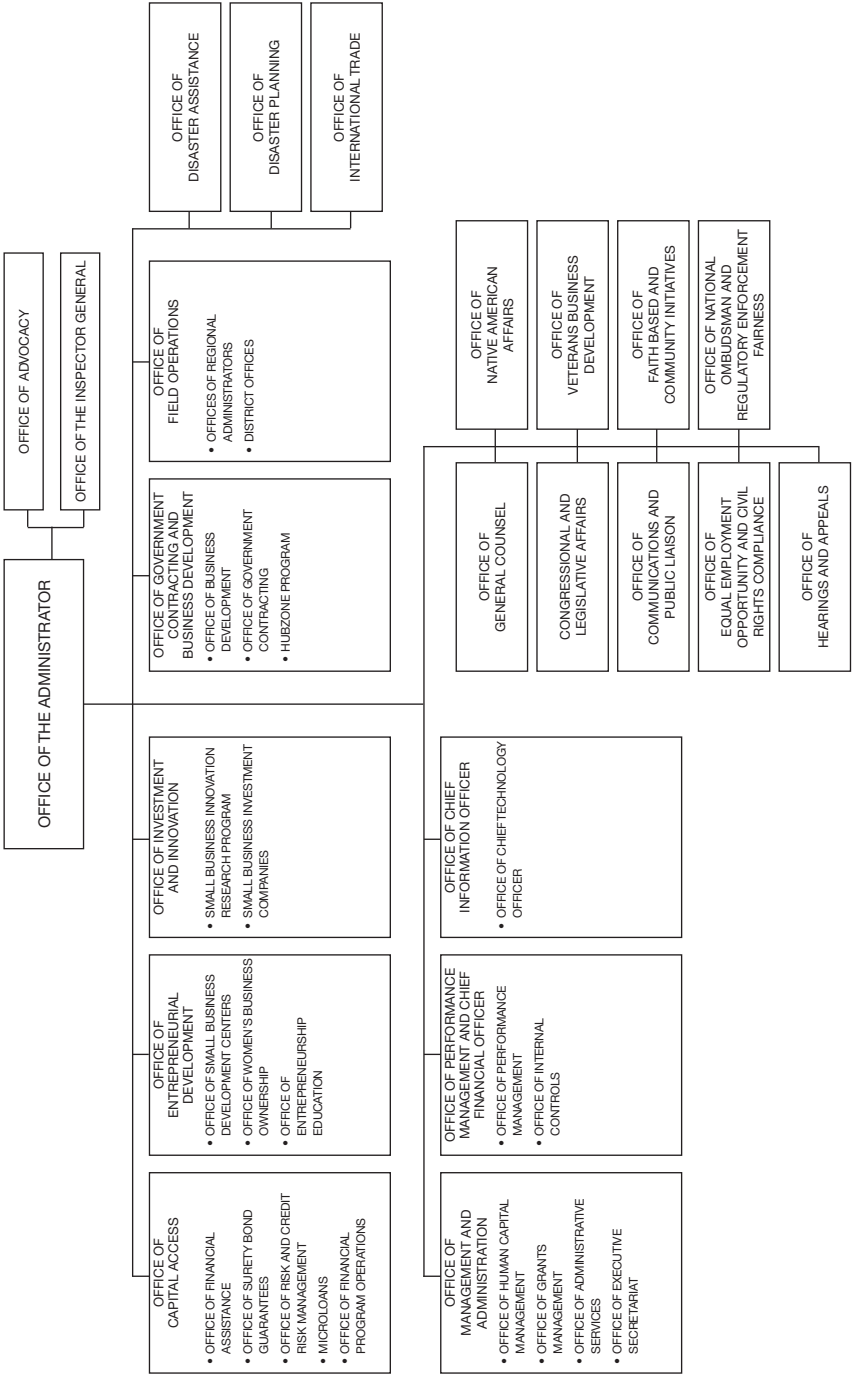 OFFICE OF THE ADMINISTRATOR
OFFICE OF ADVOCACY
OFFICE OF THE INSPECTOR GENERAL
OFFICE OF
CAPITAL ACCESS
• OFFICE OF FINANCIAL
ASSISTANCE
• OFFICE OF SURETY BOND
GUARANTEES
• OFFICE OF RISK AND CREDIT
RISK MANAGEMENT
• MICROLOANS
• OFFICE OF FINANCIAL
PROGRAM OPERATIONS
OFFICE OF
ENTREPRENEURIAL
DEVELOPMENT
• OFFICE OF SMALL BUSINESS
DEVELOPMENT CENTERS
• OFFICE OF WOMEN'S BUSINESS
OWNERSHIP
• OFFICE OF
ENTREPRENEURSHIP
EDUCATION
OFFICE OF INVESTMENT
AND INNOVATION
• SMALL BUSINESS INNOVATION
RESEARCH PROGRAM
• SMALL BUSINESS INVESTMENT
COMPANIES
OFFICE OF GOVERNMENT
CONTRACTING AND
BUSINESS DEVELOPMENT
• OFFICE OF BUSINESS
DEVELOPMENT
• OFFICE OF GOVERNMENT
CONTRACTING
• HUBZONE PROGRAM
OFFICE OF
FIELD OPERATIONS
• OFFICES OF REGIONAL
ADMINISTRATORS
• DISTRICT OFFICES
OFFICE OF
DISASTER ASSISTANCE
OFFICE OF
DISASTER PLANNING
OFFICE OF
INTERNATIONAL TRADE
OFFICE OF
MANAGEMENT AND
ADMINISTRATION
• OFFICE OF HUMAN CAPITAL
MANAGEMENT
• OFFICE OF GRANTS
MANAGEMENT
• OFFICE OF ADMINISTRATIVE
SERVICES
• OFFICE OF EXECUTIVE
SECRETARIAT
OFFICE OF PERFORMANCE
MANAGEMENT AND CHIEF
FINANCIAL OFFICER
• OFFICE OF PERFORMANCE
MANAGEMENT
• OFFICE OF INTERNAL
CONTROLS
OFFICE OF CHIEF
INFORMATION OFFICER
• OFFICE OF CHIEF TECHNOLOGY
OFFICER
OFFICE OF
GENERAL COUNSEL
OFFICE OF
NATIVE AMERICAN
AFFAIRS
CONGRESSIONAL AND
LEGISLATIVE AFFAIRS
OFFICE OF
VETERANS BUSINESS
DEVELOPMENT
OFFICE OF
COMMUNICATIONS AND
PUBLIC LIAISON
OFFICE OF
FAITH BASED AND
COMMUNITY INITIATIVES
OFFICE OF
EQUAL EMPLOYMENT
OPPORTUNITY AND CIVIL
RIGHTS COMPLIANCE
OFFICE OF NATIONAL
OMBUDSMAN AND
REGULATORY ENFORCEMENT
FAIRNESS
OFFICE OF
HEARINGS AND APPEALS